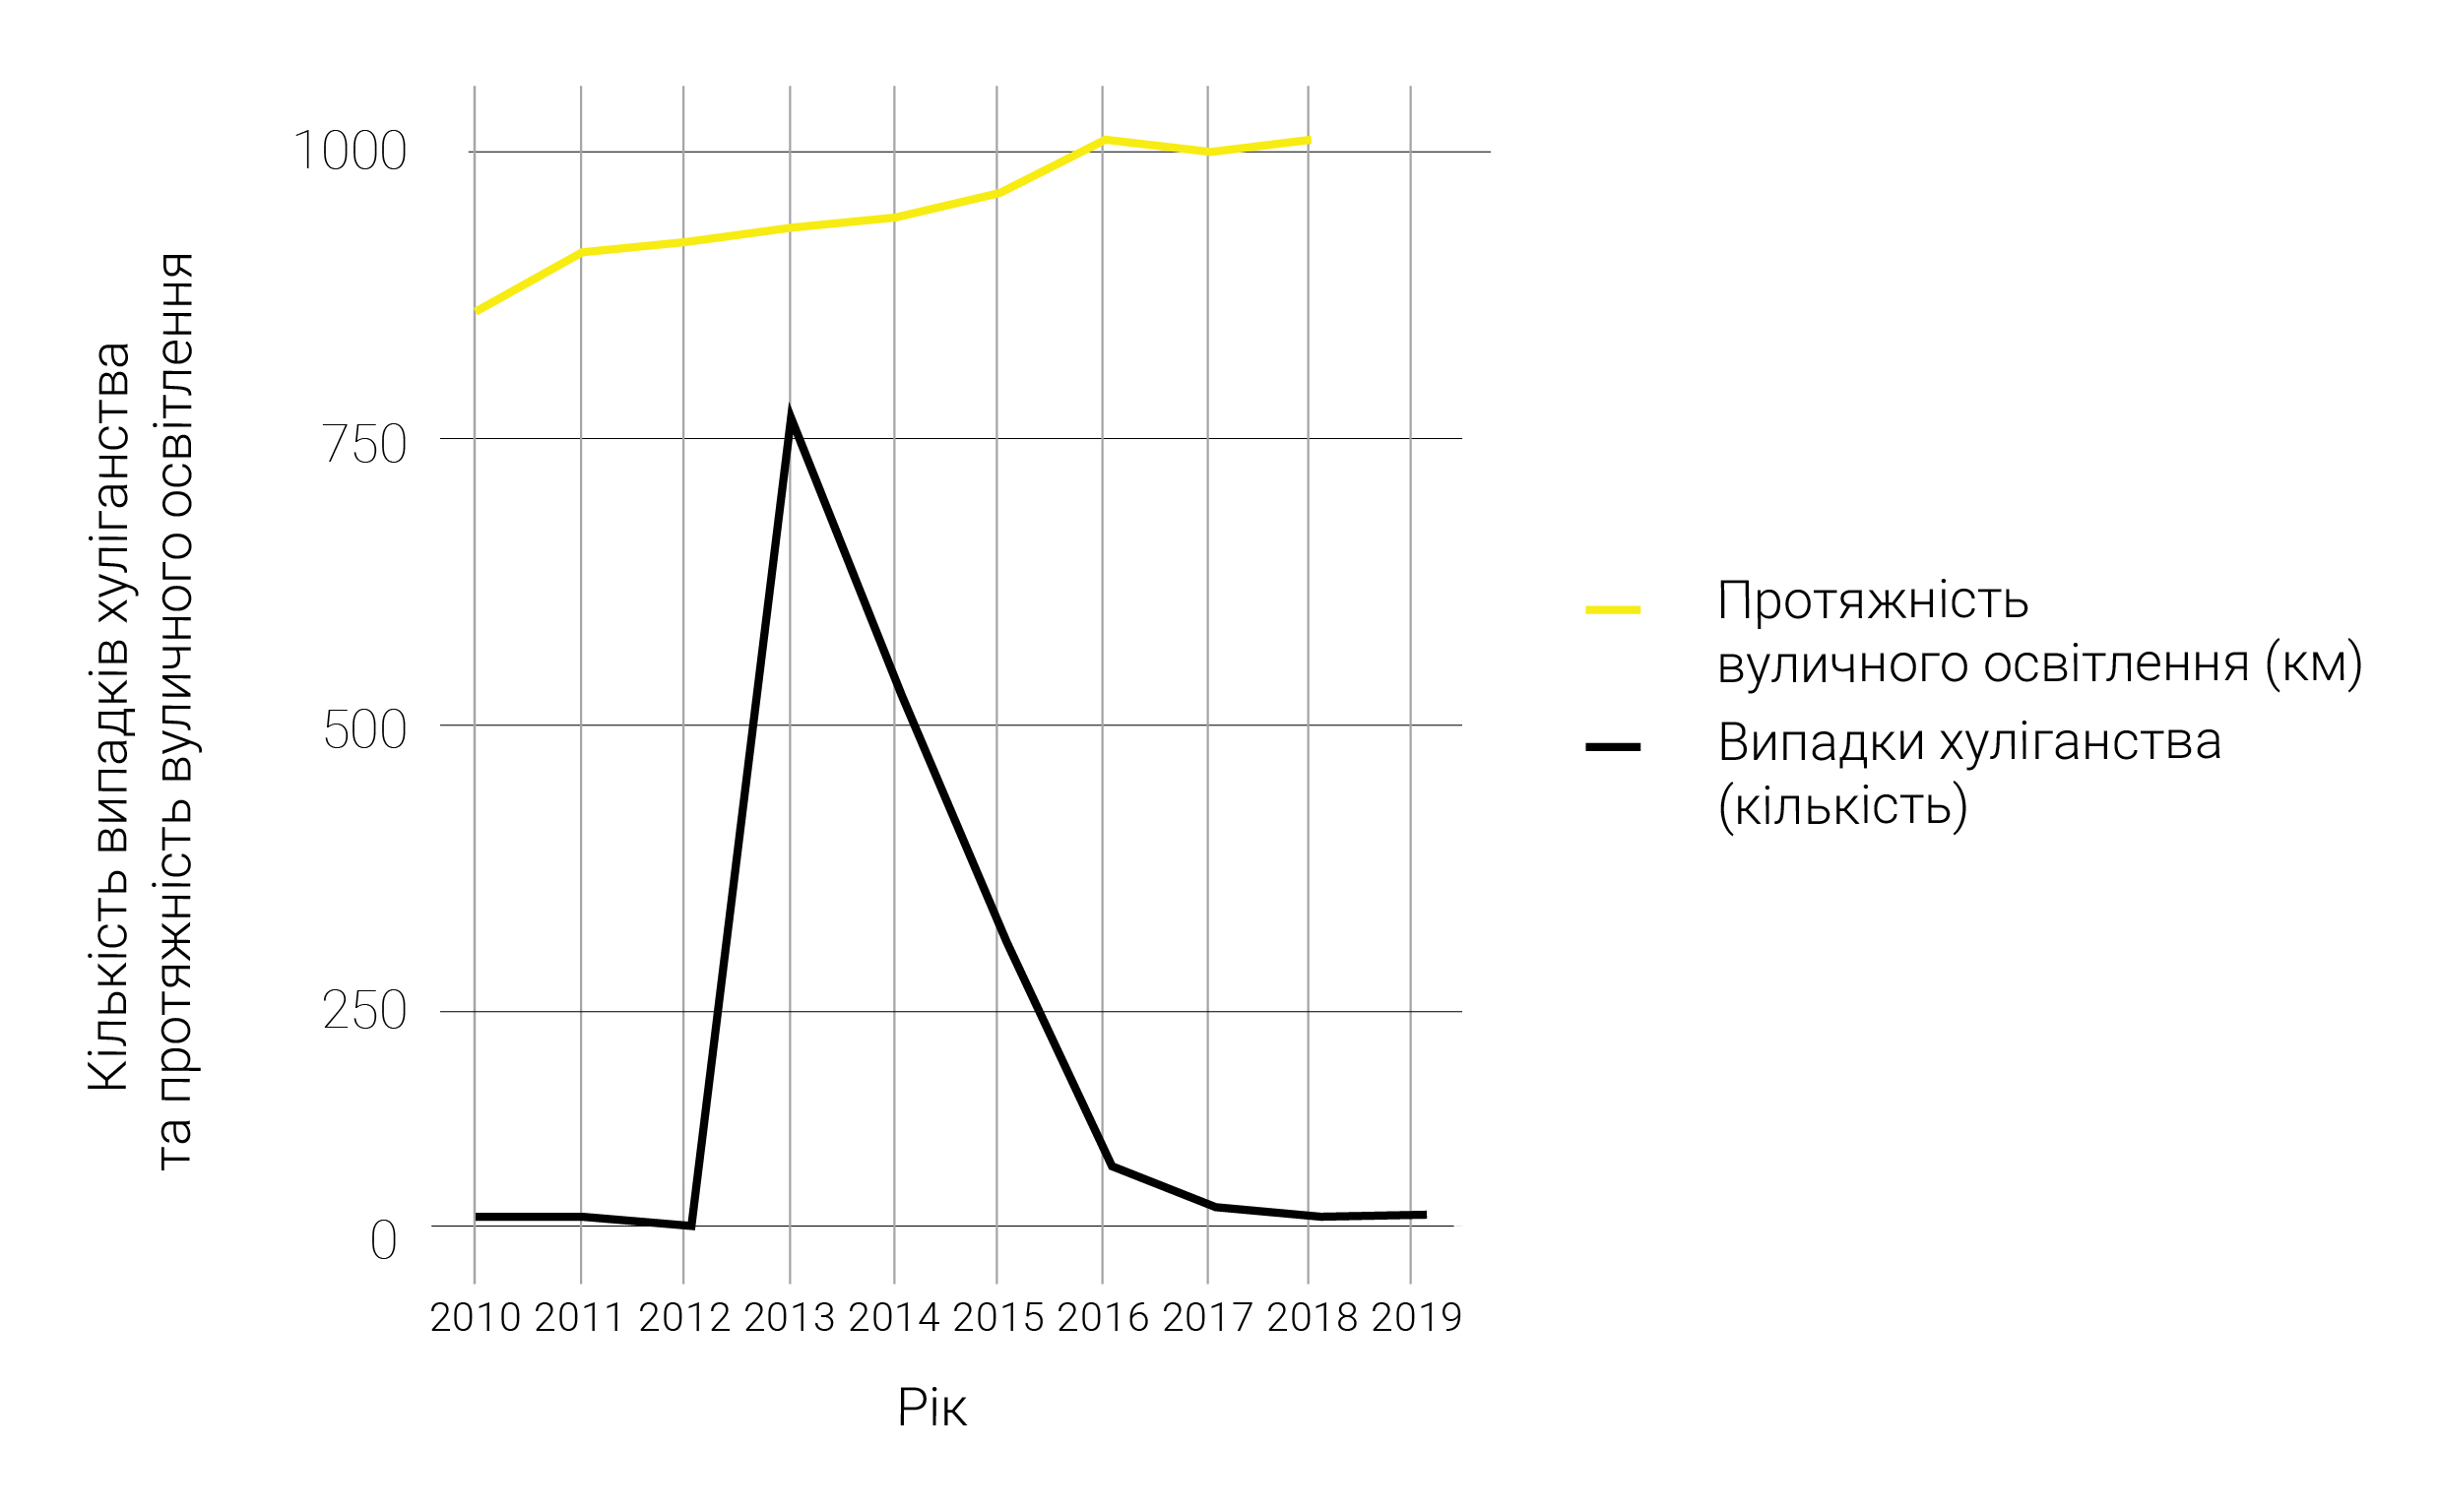 Кількість випадків хуліганства
та протяжність вуличного освітлення
1000
750
500
250
0
2010 2011 2012 2013 2014 2015 2016 2017 2018 2019
Рік
Протяжність
вуличного освітлення (км)
Випадки хуліганства
(кількість)